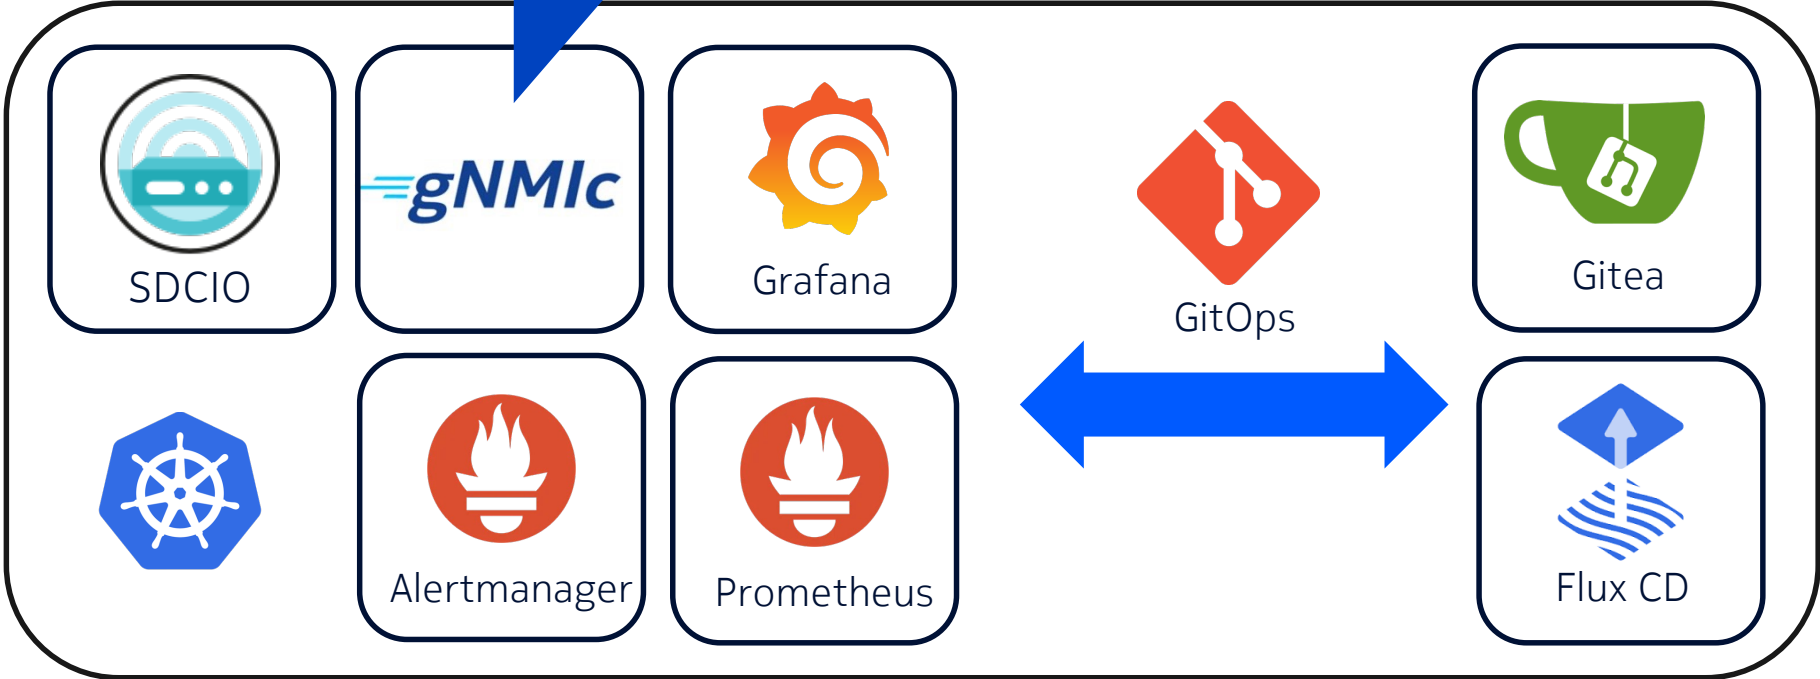 SDCIO
gNMIc
Grafana
GitOps
Gitea
Alertmanager
Prometheus
Flux CD